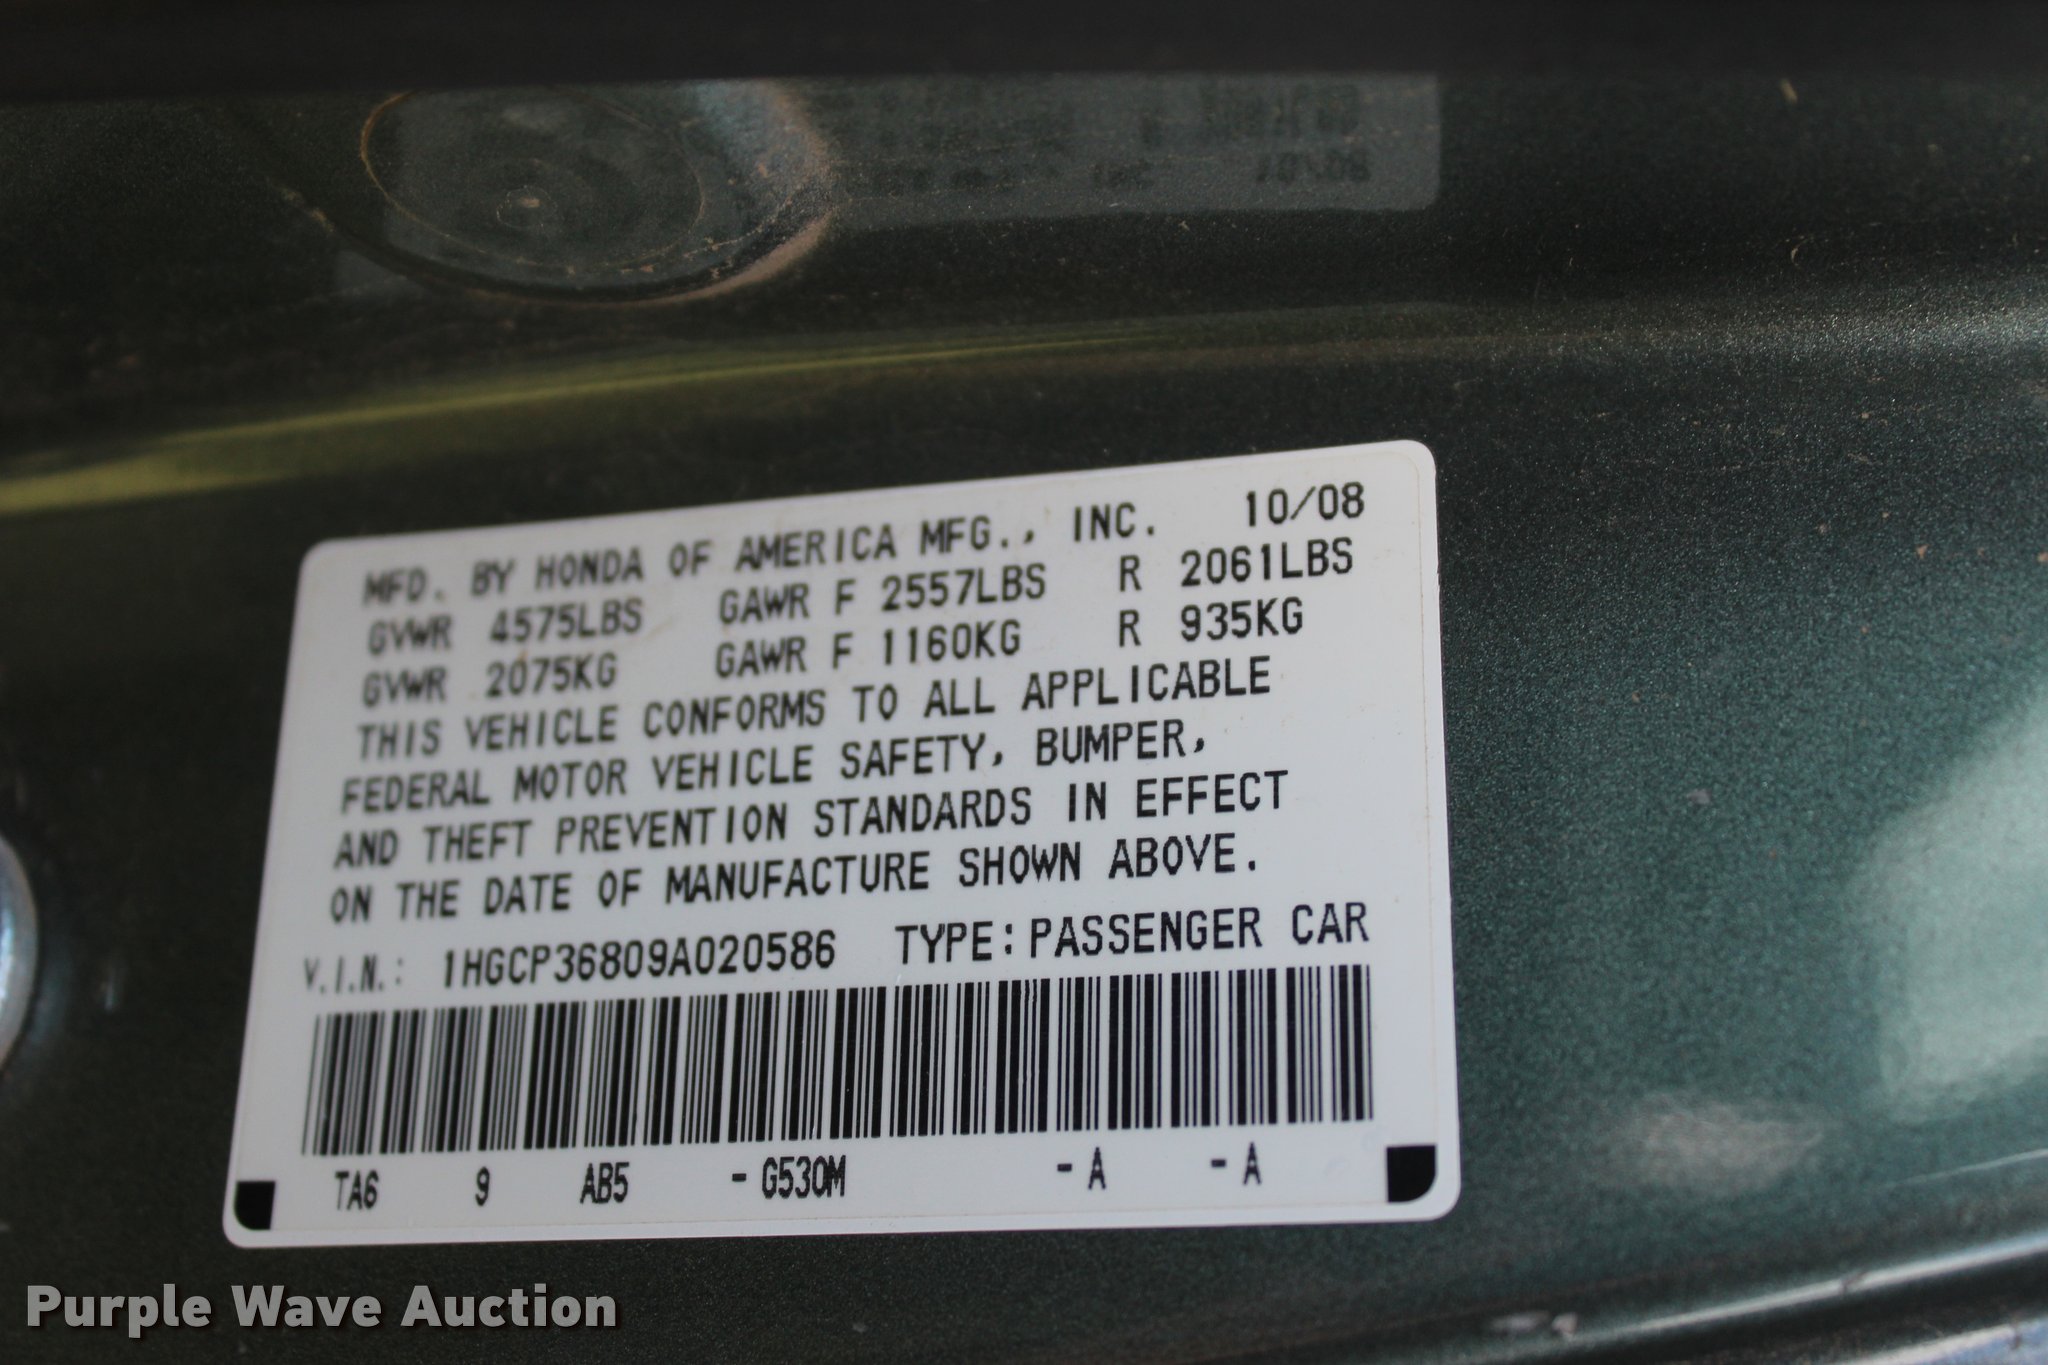 MFD. BY HONDA OF AMERICA MFG., INC. 10/08
GVWR 4575LBS GAWR F 2557LBS R 2061LBS
GVWR 2075KG GAWR F 1160KG R 935KG
THIS VEHICLE CONFORMS TO ALL APPLICABLE
FEDERAL MOTOR VEHICLE SAFETY, BUMPER,
AND THEFT PREVENTION STANDARDS IN EFFECT
ON THE DATE OF MANUFACTURE SHOWN ABOVE.
V.I.N.: 1HGCP36809A020586 TYPE:PASSENGER CAR
TA6 9 AB5 -G530M -A -A
Purple Wave Auction